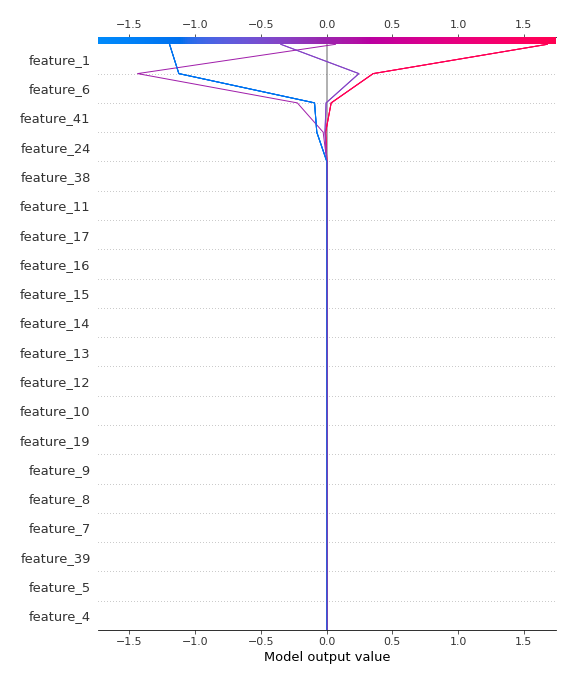 −1.5 −1.0 −0.5 0.0 0.5 1.0 1.5
feature_1
feature_6
feature_41
feature_24
feature_38
feature_11
feature_17
feature_16
feature_15
feature_14
feature_13
feature_12
feature_10
feature_19
feature_9
feature_8
feature_7
feature_39
feature_5
feature_4
−1.5 −1.0 −0.5 0.0 0.5 1.0 1.5
Model output value